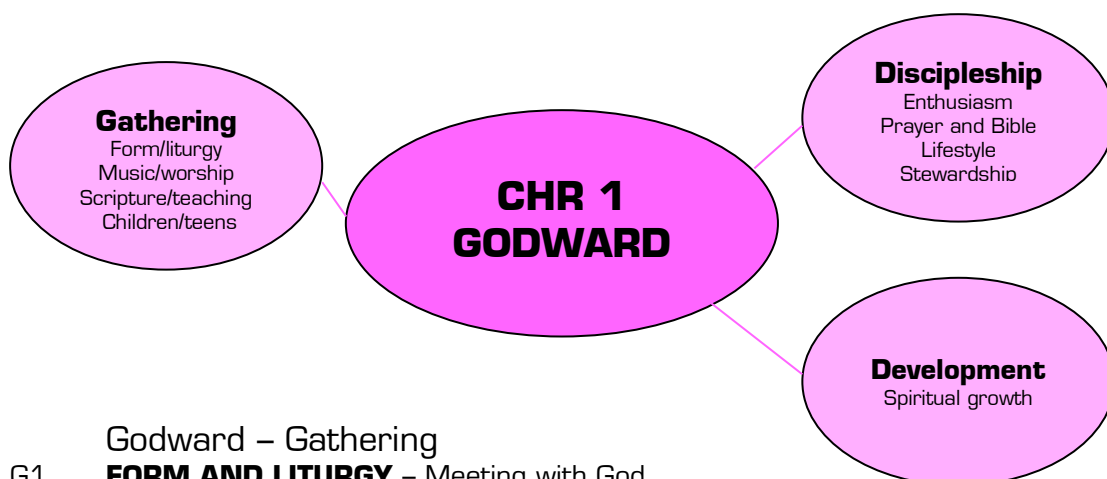 Gathering
Form/liturgy
Music/worship
Scripture/teaching
Children/teens
CHR 1
GODWARD
Discipleship
Enthusiasm
Prayer and Bible
Lifestyle
Stewardship
Development
Spiritual growth
Godward – Gathering
G1 FORM AND LITURGY – Meeting with God